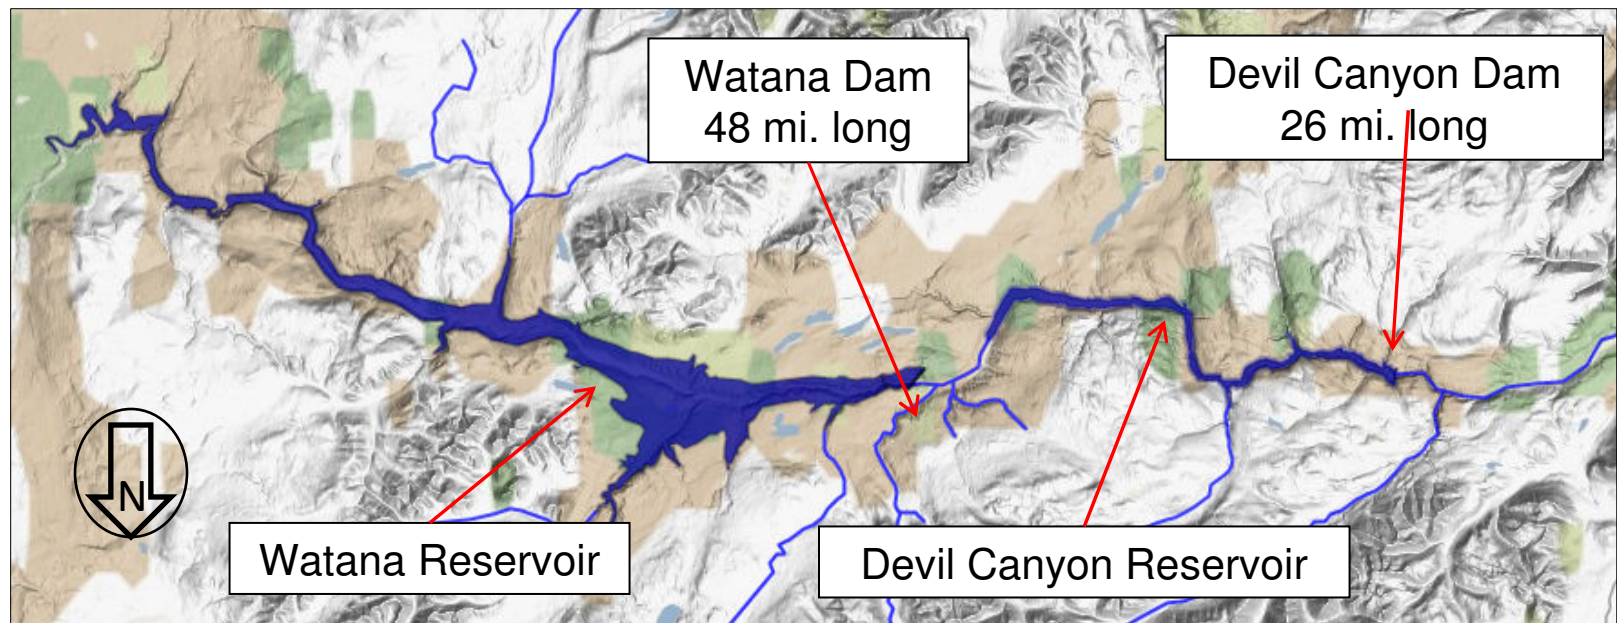 Watana Dam
48 mi. long
Devil Canyon Dam
26 mi. long
N
Watana Reservoir
Devil Canyon Reservoir